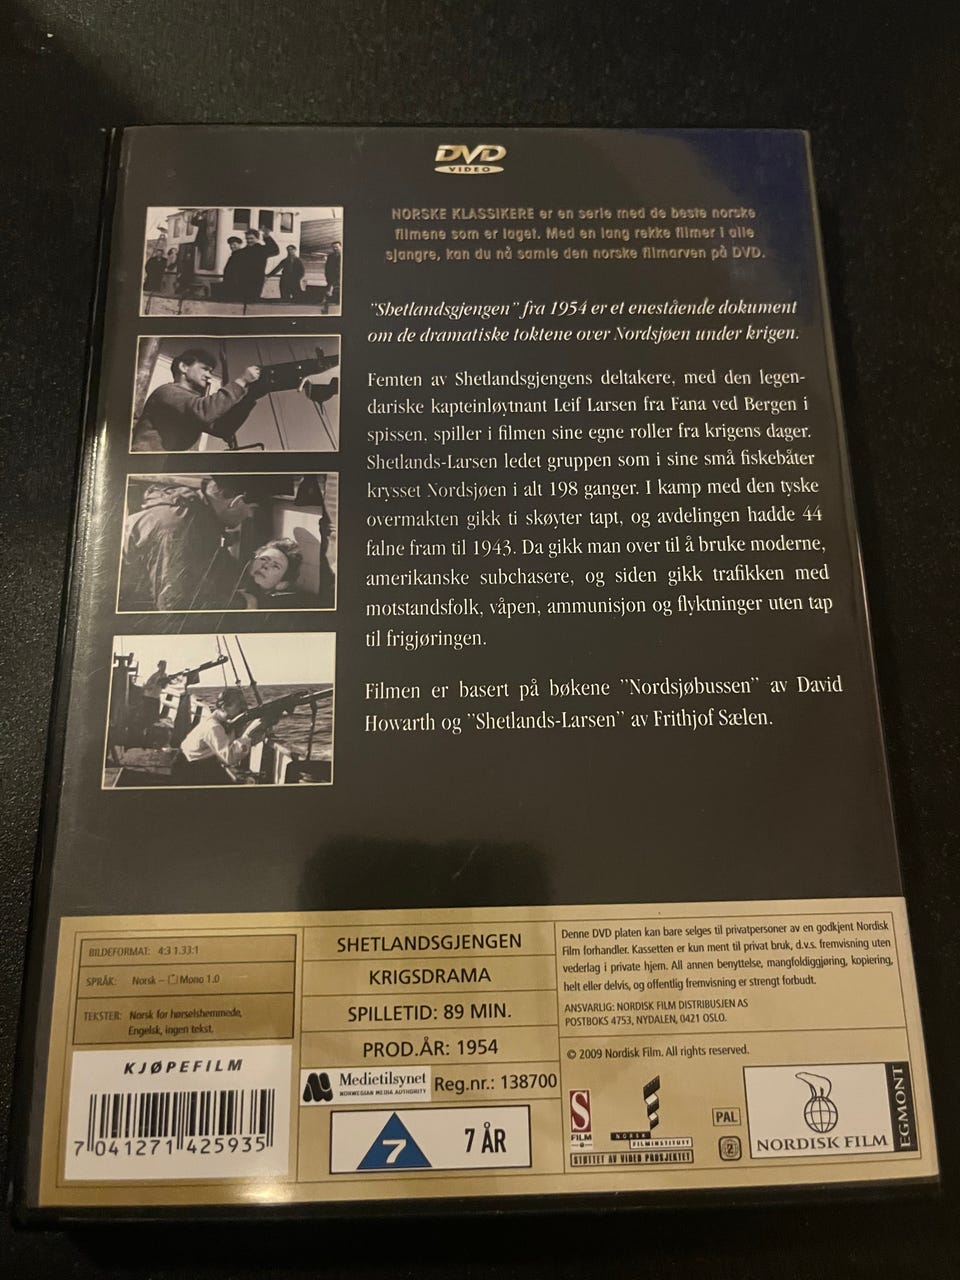 DVD
VIDEO
NORSKE KLASSIKERE er en serie med de beste norske
filmene som er laget. Med en lang rekke filmer i alle
sjangre, kan du nå samle den norske filmarven på DVD.
"Shetlandsgjengen" fra 1954 er et enestående dokument
om de dramatiske toktene over Nordsjøen under krigen.
Femten av Shetlandsgjengens deltakere, med den legen-
dariske kapteinløytnant Leif Larsen fra Fana ved Bergen i
spissen, spiller i filmen sine egne roller fra krigens dager.
Shetlands-Larsen ledet gruppen som i sine små fiskebåter
krysset Nordsjøen i alt 198 ganger. I kamp med den tyske
overmakten gikk ti skøyter tapt, og avdelingen hadde 44
falne fram til 1943. Da gikk man over til å bruke moderne,
amerikanske subchasere, og siden gikk trafikken med
motstandsfolk, våpen, ammunisjon og flyktninger uten tap
til frigjøringen.
Filmen er basert på bøkene "Nordsjøbussen" av David
Howarth og "Shetlands-Larsen" av Frithjof Sælen.
BILDEFORMAT: 4:3 1.33:1
SPRÅK: Norsk – Mono 1.0
TEKSTER: Norsk for hørselshemmede,
Engelsk, ingen tekst.
KJØPEFILM
7 041271 425935
SHETLANDSGJENGEN
KRIGSDRAMA
SPILLETID: 89 MIN.
PROD.ÅR: 1954
Medietilsynet
NORWEGIAN MEDIA AUTHORITY
Reg.nr.: 138700
7
7 ÅR
Denne DVD platen kan bare selges til privatpersoner av en godkjent Nordisk
Film forhandler. Kassetten er kun ment til privat bruk, d.v.s. fremvisning uten
vederlag i private hjem. All annen benyttelse, mangfoldiggjøring, kopiering,
helt eller delvis, og offentlig fremvisning er strengt forbudt.
ANSVARLIG: NORDISK FILM DISTRIBUSJEN AS
POSTBOKS 4753, NYDALEN, 0421 OSLO.
© 2009 Nordisk Film. All rights reserved.
S
FILM
NORSK
FILMINSTITUTT
STØTTET AV VIDEO PROSJEKTET
PAL
2
NORDISK FILM
EGMONT